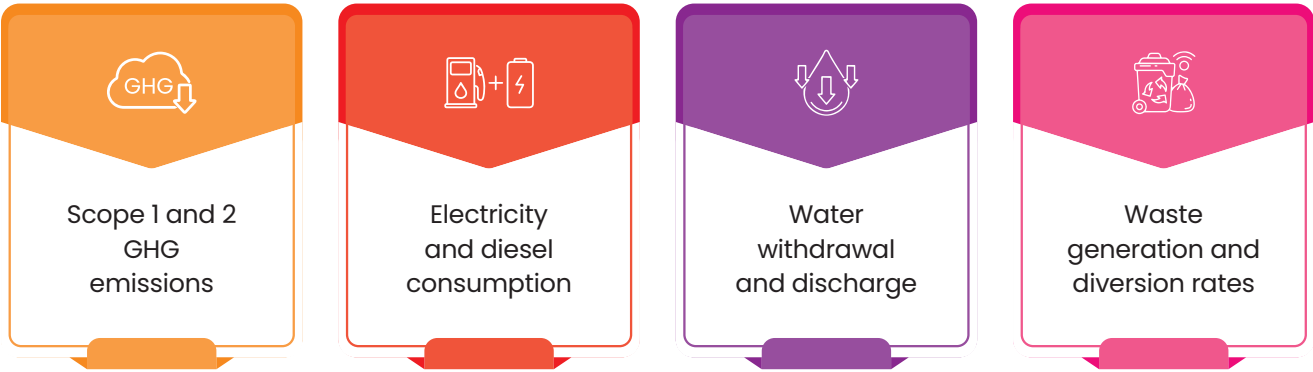 GHG
Scope 1 and 2
GHG
emissions
Electricity
and diesel
consumption
Water
withdrawal
and discharge
Waste
generation and
diversion rates